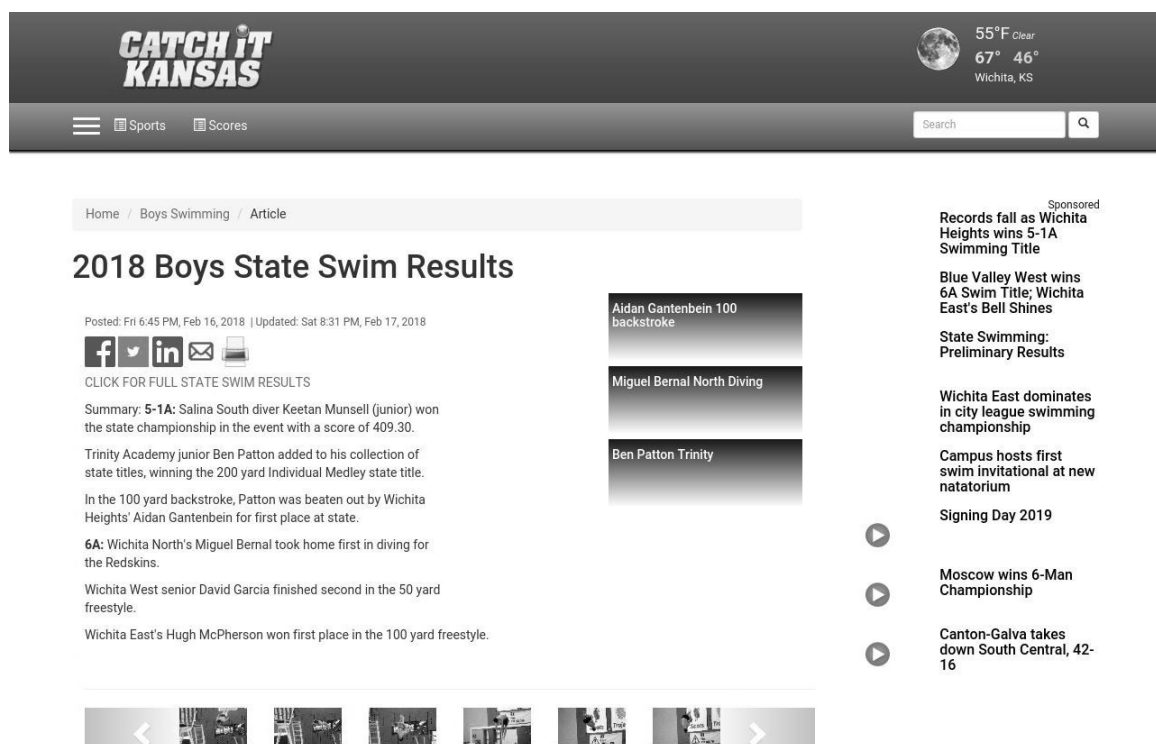 CATCH iT
KANSAS
55°F Clear
67° 46°
Wichita, KS
Sports
Scores
Search
Home / Boys Swimming / Article
2018 Boys State Swim Results
Posted: Fri 6:45 PM, Feb 16, 2018 | Updated: Sat 8:31 PM, Feb 17, 2018
CLICK FOR FULL STATE SWIM RESULTS
Summary: 5-1A: Salina South diver Keetan Munsell (junior) won
the state championship in the event with a score of 409.30.
Trinity Academy junior Ben Patton added to his collection of
state titles, winning the 200 yard Individual Medley state title.
In the 100 yard backstroke, Patton was beaten out by Wichita
Heights' Aidan Gantenbein for first place at state.
6A: Wichita North's Miguel Bernal took home first in diving for
the Redskins.
Wichita West senior David Garcia finished second in the 50 yard
freestyle.
Wichita East's Hugh McPherson won first place in the 100 yard freestyle.
Aidan Gantenbein 100
backstroke
Miguel Bernal North Diving
Ben Patton Trinity
Sponsored
Records fall as Wichita
Heights wins 5-1A
Swimming Title
Blue Valley West wins
6A Swim Title; Wichita
East's Bell Shines
State Swimming:
Preliminary Results
Wichita East dominates
in city league swimming
championship
Campus hosts first
swim invitational at new
natatorium
Signing Day 2019
Moscow wins 6-Man
Championship
Canton-Galva takes
down South Central, 42-
16